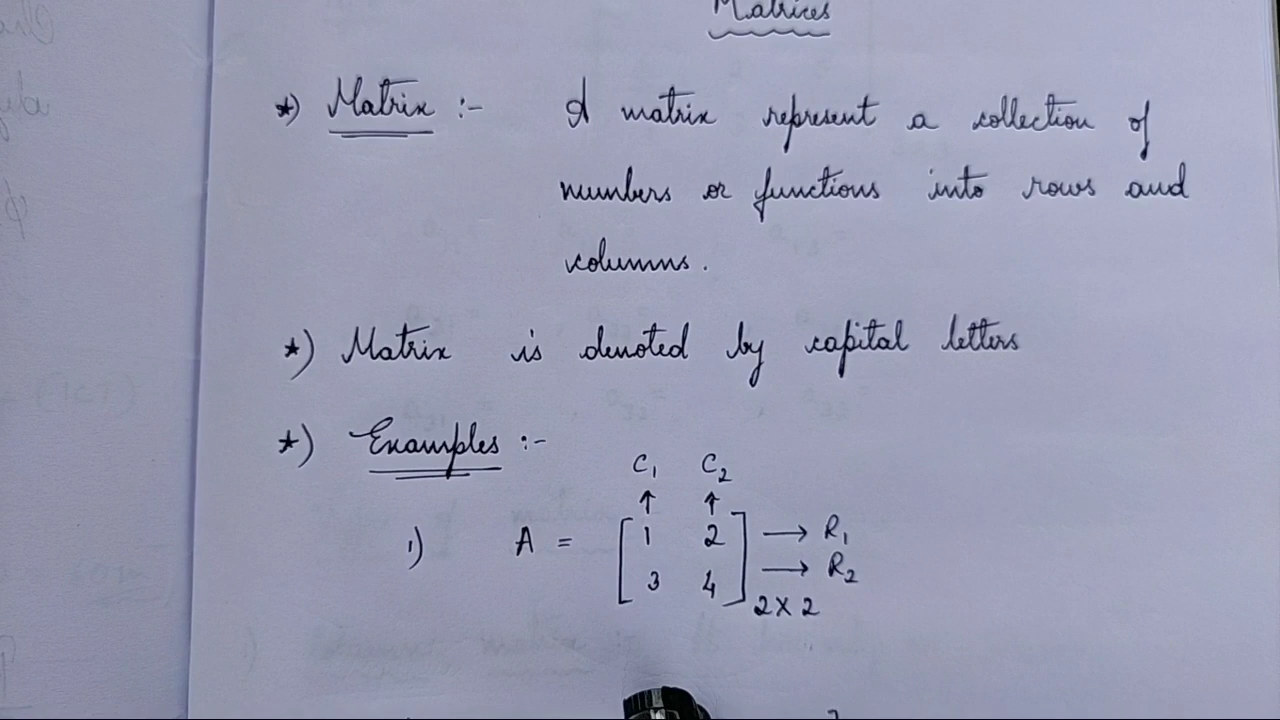 Matrices
*) Matrix :- A matrix represent a collection of
numbers or functions into rows and
columns.
*) Matrix is denoted by capital letters
*) Examples :-
C₁ C₂
↑ ↑
1) A = [1 2] → R₁
[3 4] → R₂
2×2